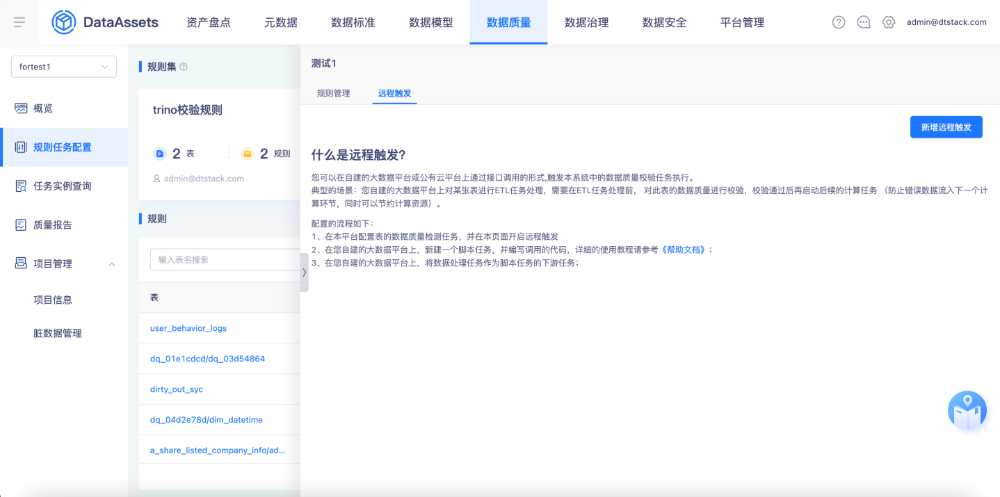 DataAssets
资产盘点
元数据
数据标准
数据模型
数据质量
数据治理
数据安全
平台管理
admin@dtstack.com
fortest1
概览
规则任务配置
任务实例查询
质量报告
项目管理
项目信息
脏数据管理
规则集
trino校验规则
2 表
2 规则
admin@dtstack.com
规则
输入表名搜索
表
user_behavior_logs
dq_01e1cdcd/dq_03d54864
dirty_out_syc
dq_04d2e78d/dim_datetime
a_share_listed_company_info/ad...
测试1
规则管理
远程触发
新增远程触发
什么是远程触发?
您可以在自建的大数据平台或公有云平台上通过接口调用的形式,触发本系统中的数据质量校验任务执行。
典型的场景：您自建的大数据平台上对某张表进行ETL任务处理，需要在ETL任务处理前， 对此表的数据质量进行校验，校验通过后再启动后续的计算任务 （防止错误数据流入下一个计
算环节，同时可以节约计算资源）。
配置的流程如下：
1、在本平台配置表的数据质量检测任务，并在本页面开启远程触发
2、在您自建的大数据平台上，新建一个脚本任务，并编写调用的代码，详细的使用教程请参考《帮助文档》；
3、在您自建的大数据平台上，将数据处理任务作为脚本任务的下游任务；